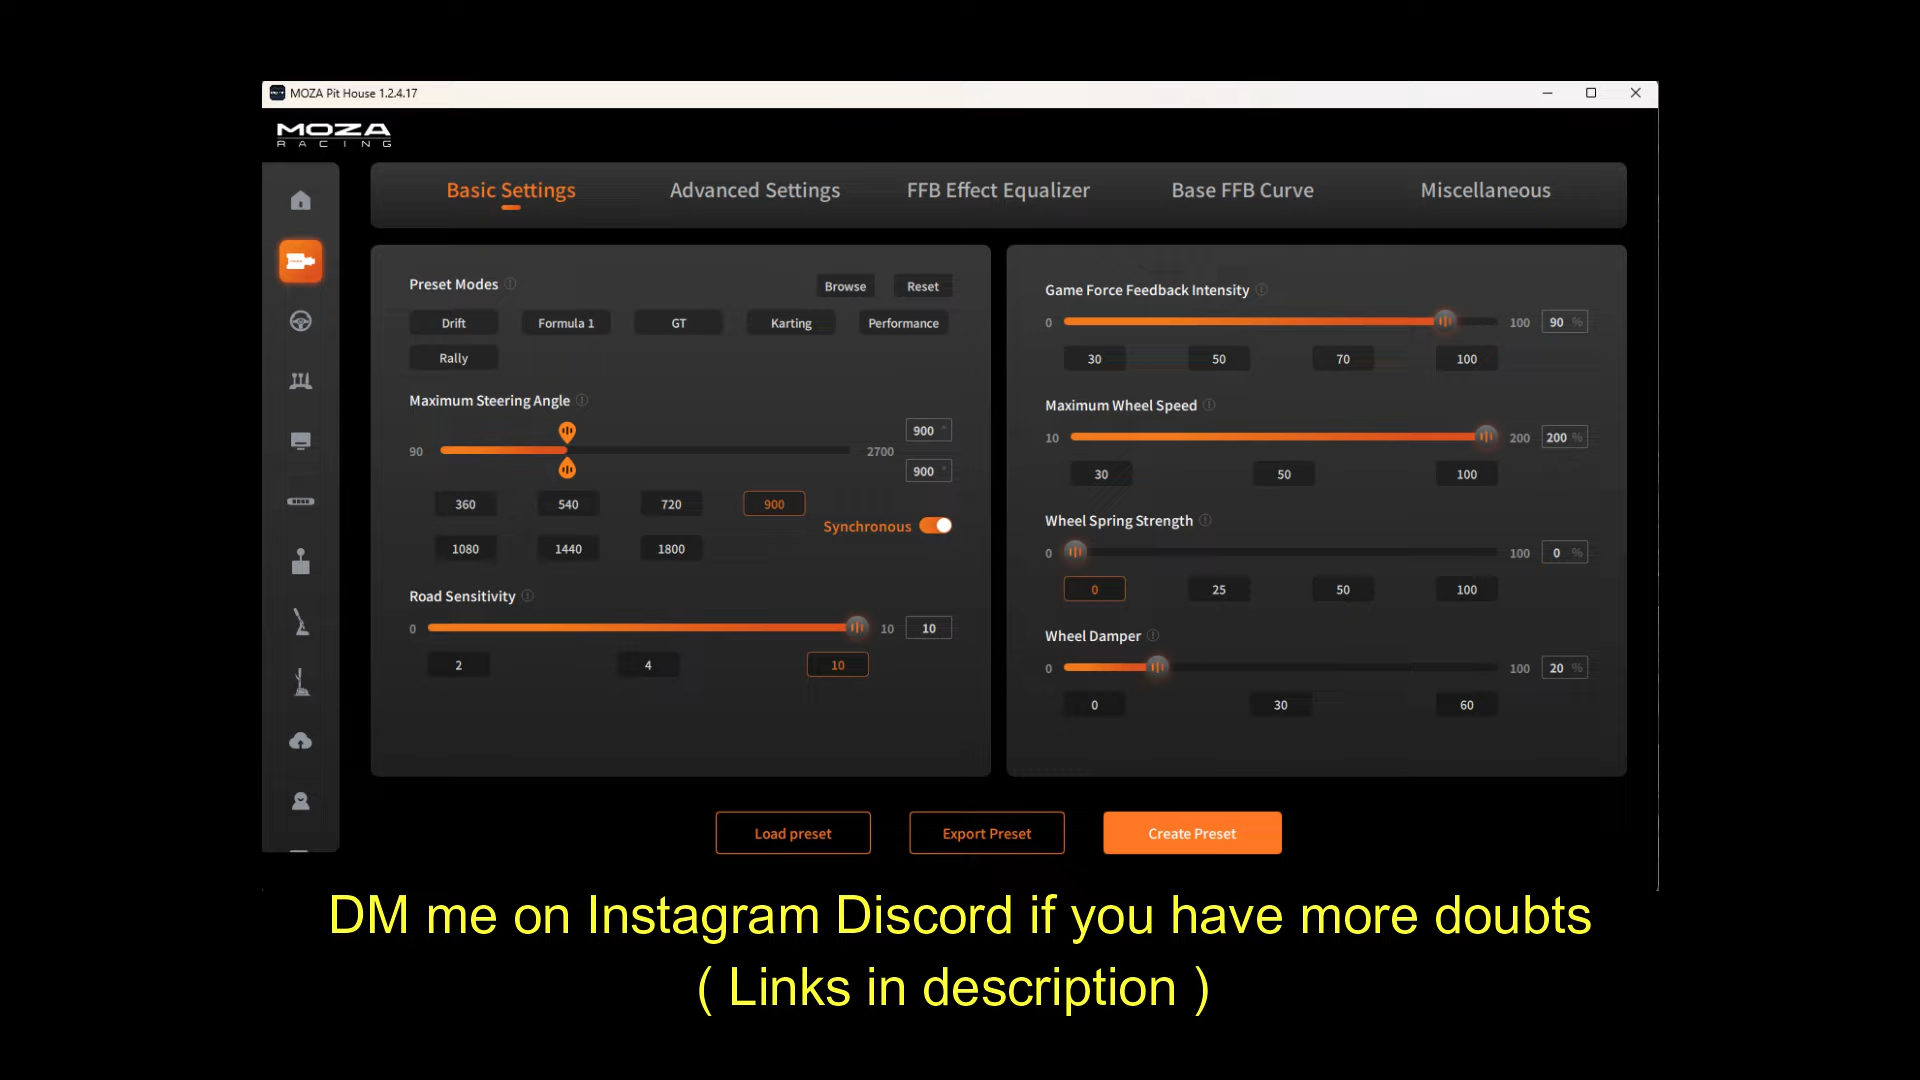 MOZA Pit House 1.2.4.17
MOZA
RACING
Basic Settings
Advanced Settings
FFB Effect Equalizer
Base FFB Curve
Miscellaneous
Preset Modes
Browse
Reset
Drift
Formula 1
GT
Karting
Performance
Rally
Maximum Steering Angle
900 °
90
2700
900 °
360
540
720
900
Synchronous
1080
1440
1800
Road Sensitivity
0
10
10
2
4
10
Game Force Feedback Intensity
0
100
90 %
30
50
70
100
Maximum Wheel Speed
10
200
200 %
30
50
100
Wheel Spring Strength
0
100
0 %
0
25
50
100
Wheel Damper
0
100
20 %
0
30
60
Load preset
Export Preset
Create Preset
DM me on Instagram Discord if you have more doubts
( Links in description )